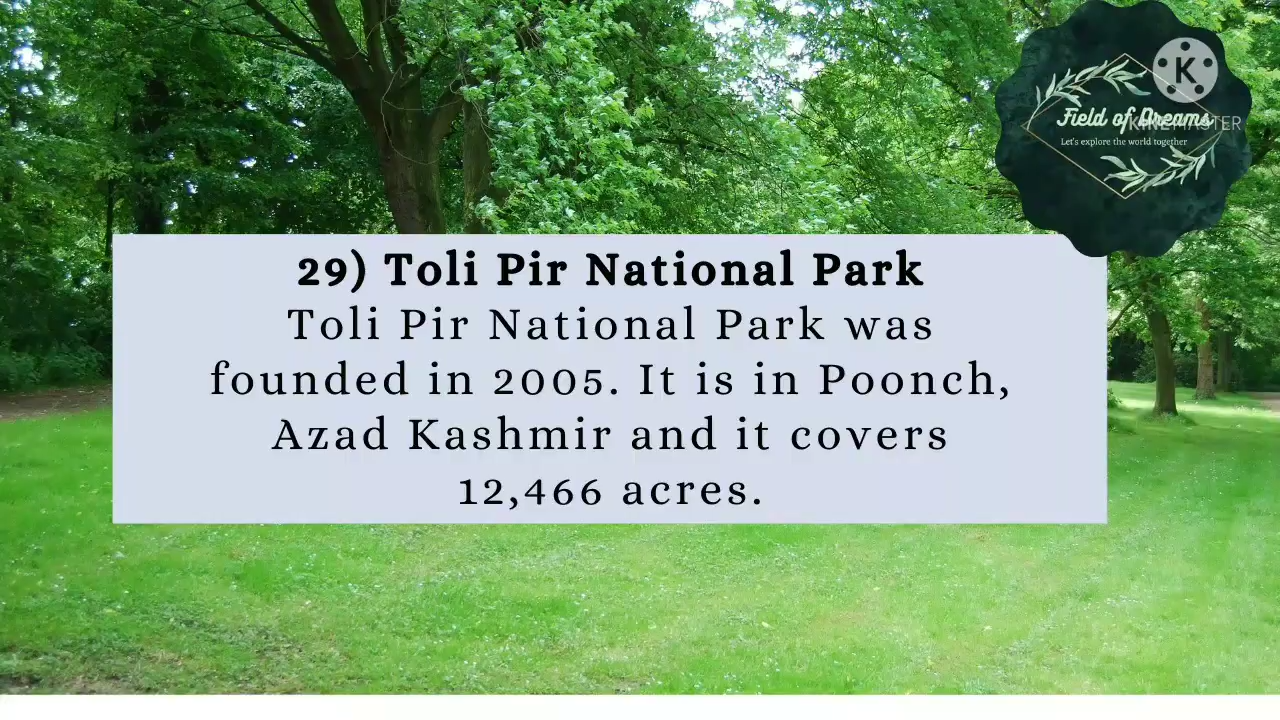 Field of Dreams
KINEMASTER
Let's explore the world together
29) Toli Pir National Park
Toli Pir National Park was
founded in 2005. It is in Poonch,
Azad Kashmir and it covers
12,466 acres.